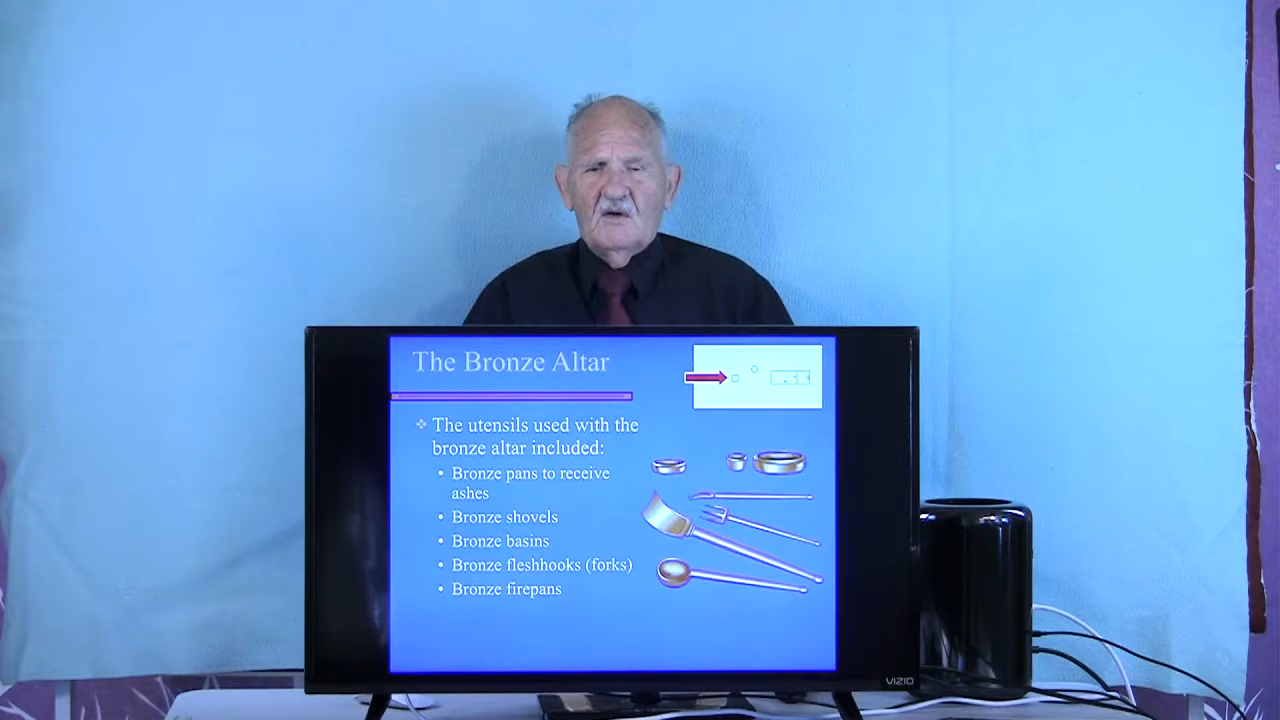 The Bronze Altar
❖ The utensils used with the
bronze altar included:
• Bronze pans to receive
ashes
• Bronze shovels
• Bronze basins
• Bronze fleshhooks (forks)
• Bronze firepans
VIZIO